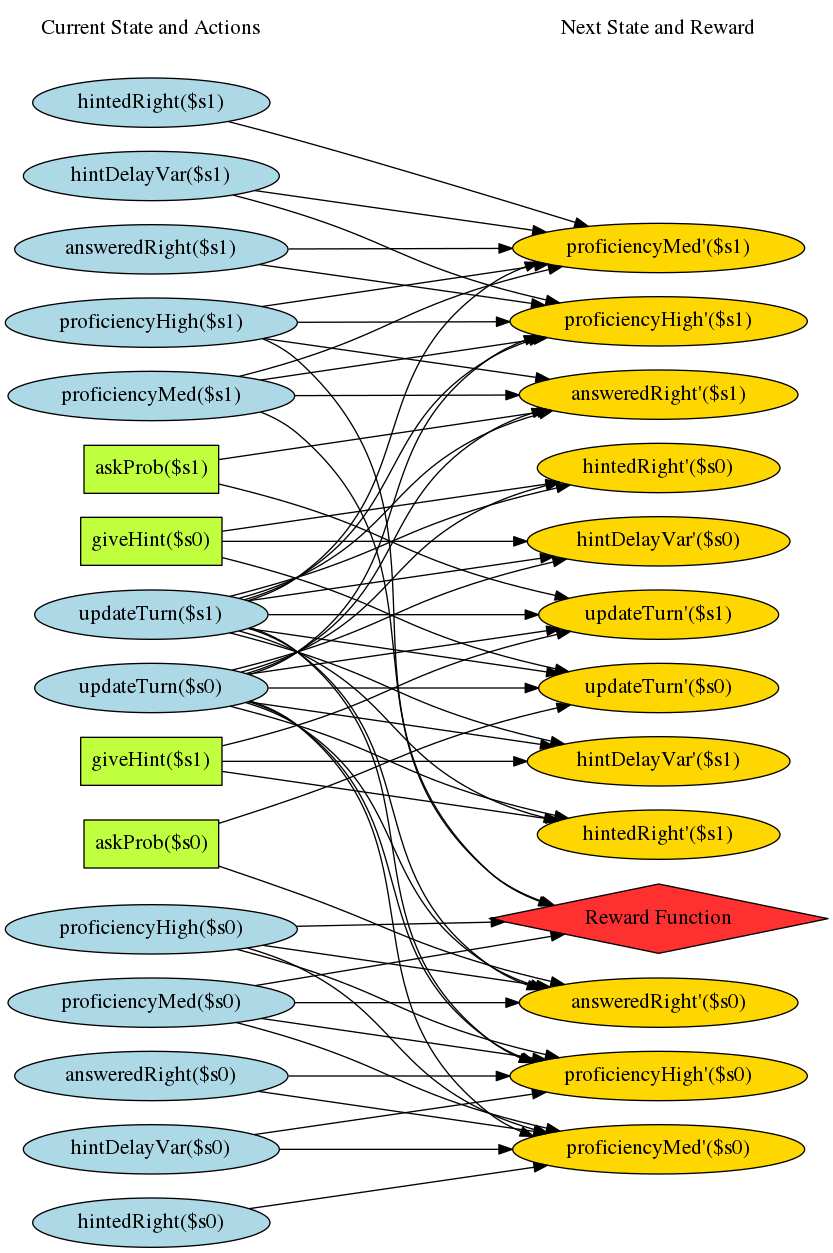 Current State and Actions
Next State and Reward
hintedRight($s1)
hintDelayVar($s1)
answeredRight($s1)
proficiencyHigh($s1)
proficiencyMed($s1)
askProb($s1)
giveHint($s0)
updateTurn($s1)
updateTurn($s0)
giveHint($s1)
askProb($s0)
proficiencyHigh($s0)
proficiencyMed($s0)
answeredRight($s0)
hintDelayVar($s0)
hintedRight($s0)
proficiencyMed'($s1)
proficiencyHigh'($s1)
answeredRight'($s1)
hintedRight'($s0)
hintDelayVar'($s0)
updateTurn'($s1)
updateTurn'($s0)
hintDelayVar'($s1)
hintedRight'($s1)
Reward Function
answeredRight'($s0)
proficiencyHigh'($s0)
proficiencyMed'($s0)